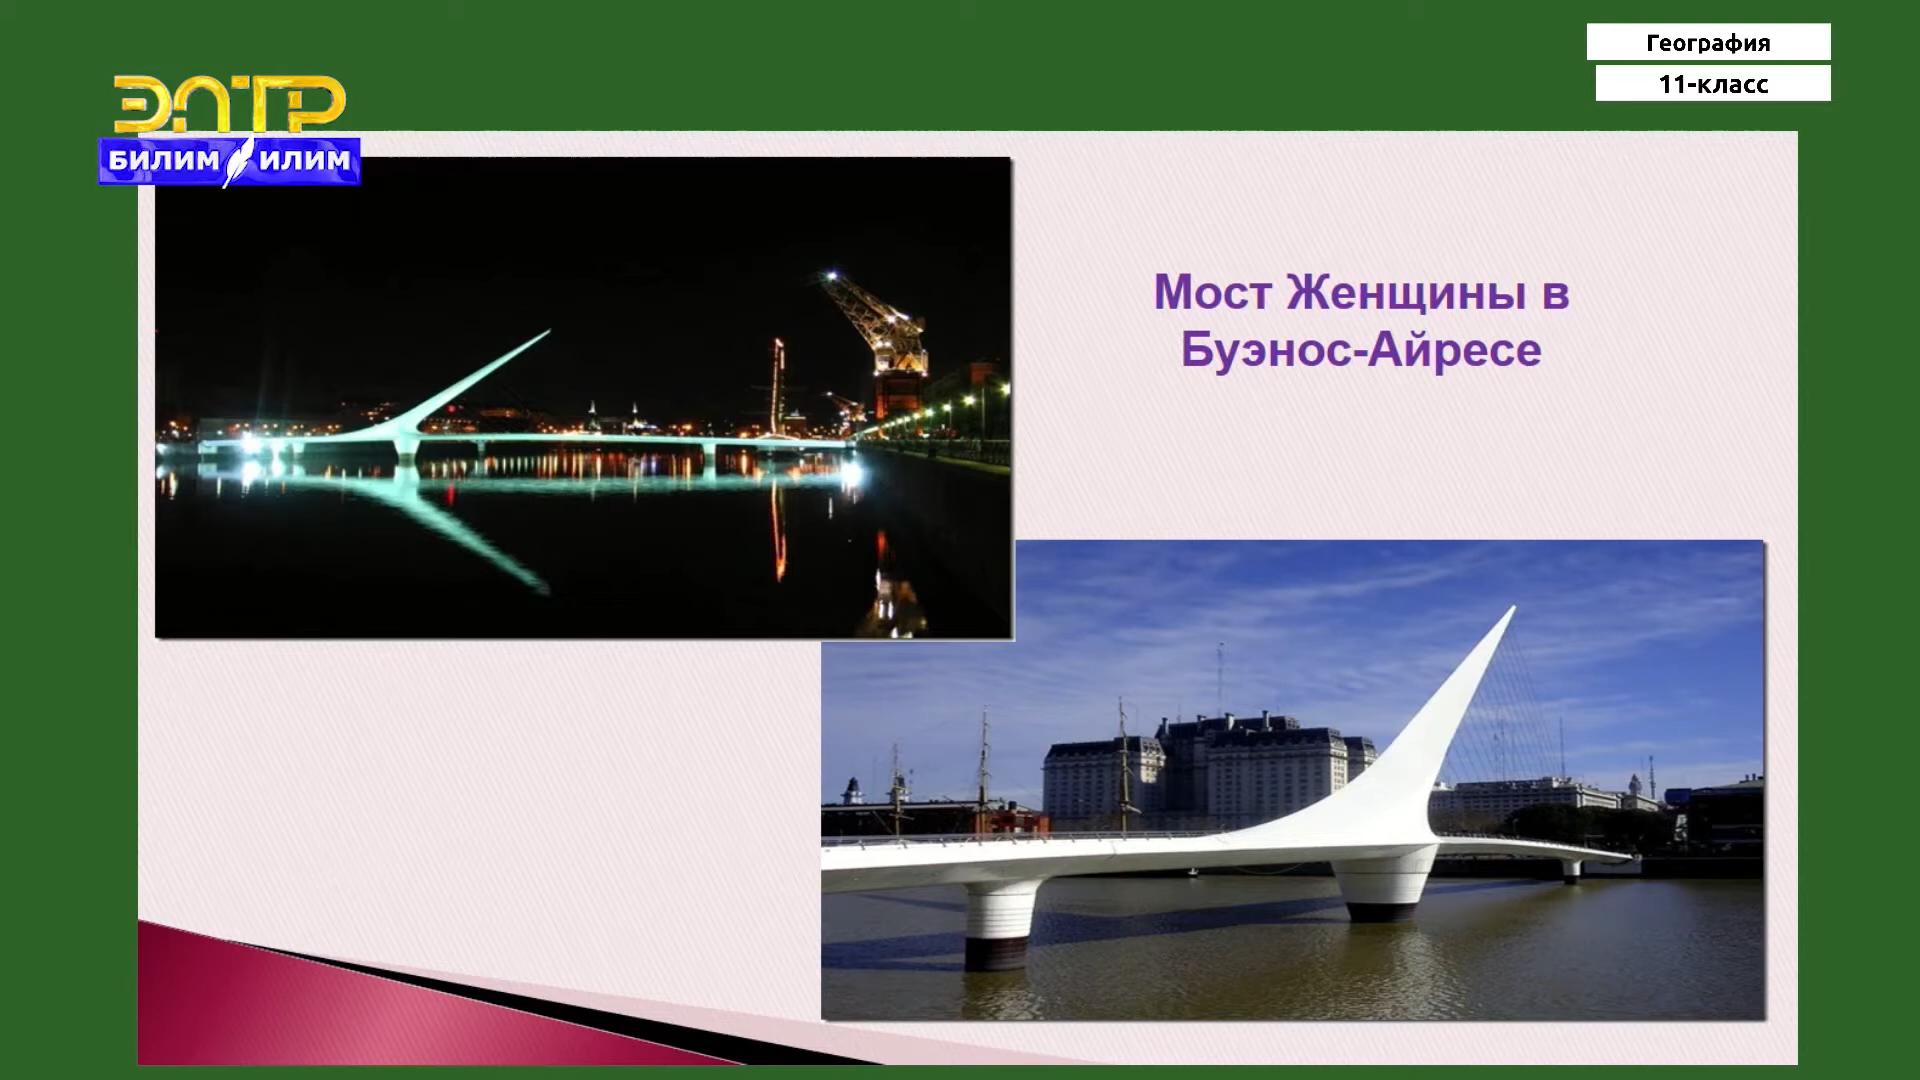 География
11-класс
ЭЛТР
БИЛИМ ИЛИМ
Мост Женщины в
Буэнос-Айресе